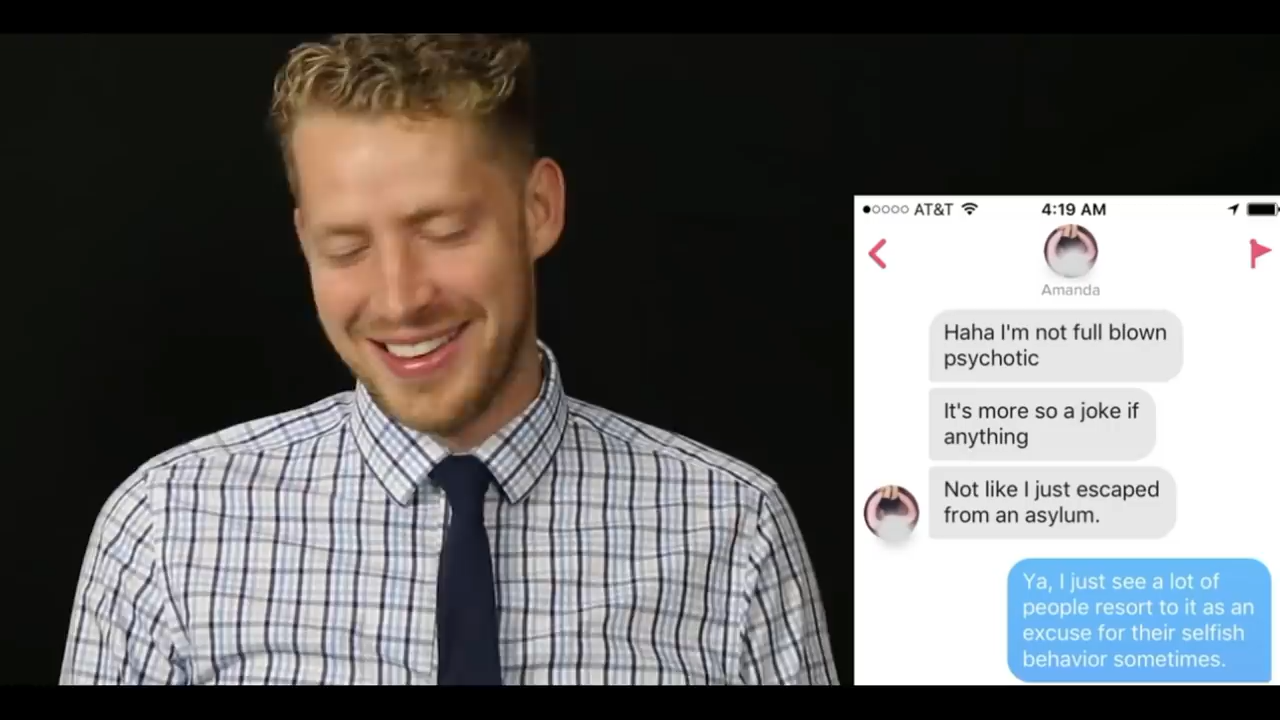 AT&T 4:19 AM
Amanda
Haha I'm not full blown
psychotic
It's more so a joke if
anything
Not like I just escaped
from an asylum.
Ya, I just see a lot of
people resort to it as an
excuse for their selfish
behavior sometimes.